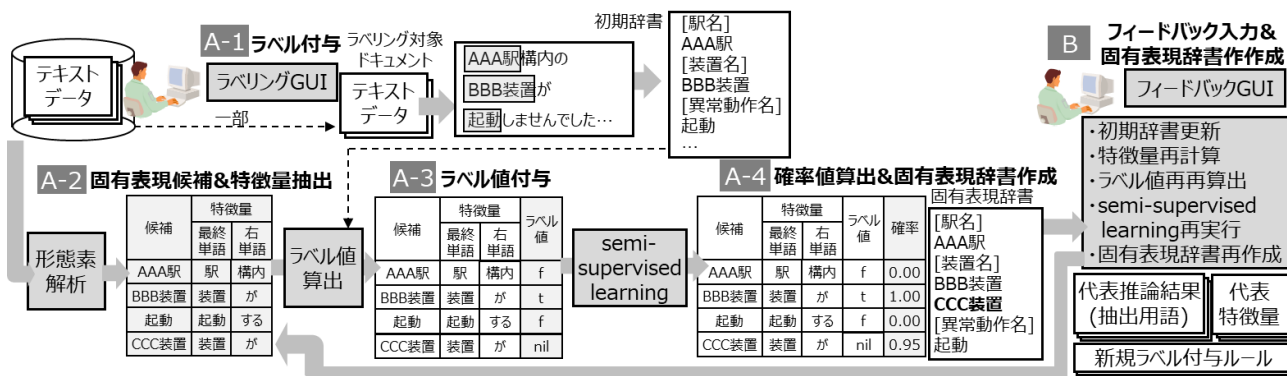 A-1 ラベル付与
テキスト
データ
ラベリングGUI
一部
ラベリング対象
ドキュメント
テキスト
データ
AAA駅構内の
BBB装置が
起動しませんでした…
初期辞書
[駅名]
AAA駅
[装置名]
BBB装置
[異常動作名]
起動
…
A-2 固有表現候補&特徴量抽出
形態素
解析
候補 特徴量
最終単語 右単語
AAA駅 駅 構内
BBB装置 装置 が
起動 起動 する
CCC装置 装置 が
ラベル値
算出
A-3 ラベル値付与
候補 特徴量 ラベル値
最終単語 右単語
AAA駅 駅 構内 f
BBB装置 装置 が t
起動 起動 する f
CCC装置 装置 が nil
semi-
supervised
learning
A-4 確率値算出&固有表現辞書作成
候補 特徴量 ラベル値 確率
最終単語 右単語
AAA駅 駅 構内 f 0.00
BBB装置 装置 が t 1.00
起動 起動 する f 0.00
CCC装置 装置 が nil 0.95
固有表現辞書
[駅名]
AAA駅
[装置名]
BBB装置
CCC装置
[異常動作名]
起動
B フィードバック入力&
固有表現辞書作作成
フィードバックGUI
・初期辞書更新
・特徴量再計算
・ラベル値再再算出
・semi-supervised
learning再実行
・固有表現辞書再作成
代表推論結果
(抽出用語)
代表
特徴量
新規ラベル付与ルール